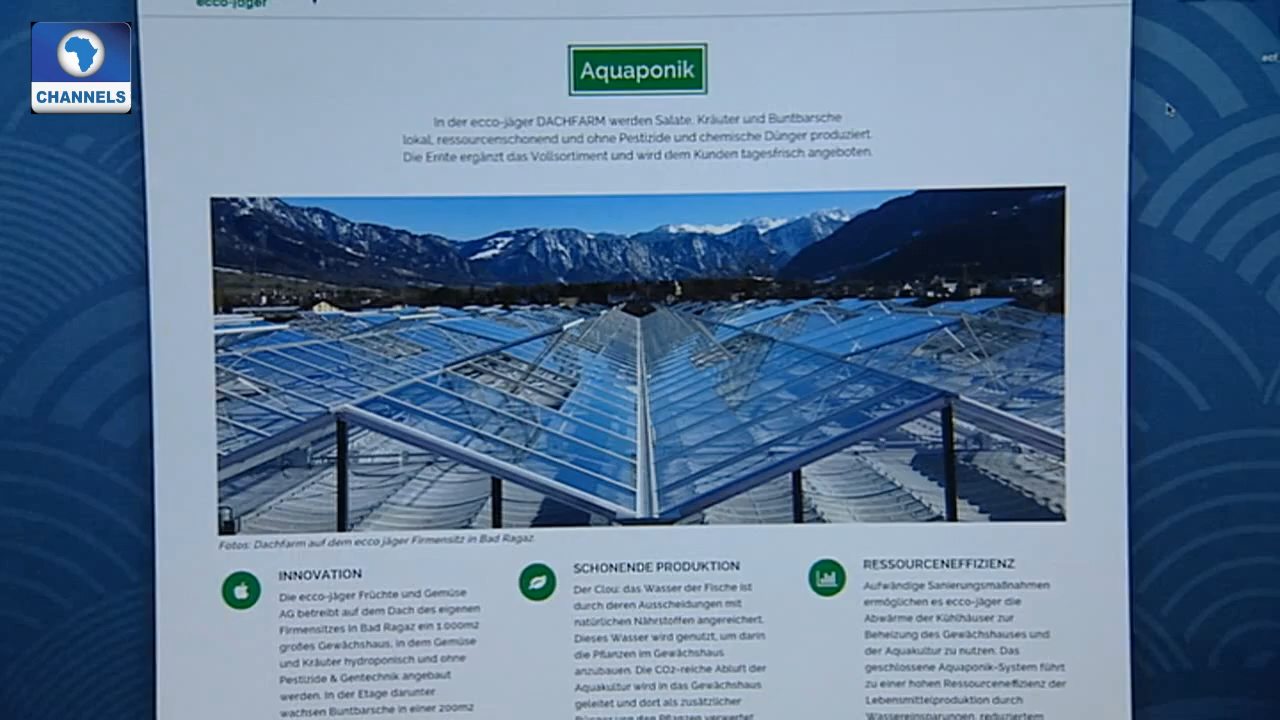 ecco-jäger
CHANNELS
Aquaponik
In der ecco-jäger DACHFARM werden Salate, Kräuter und Buntbarsche
lokal, ressourcenschonend und ohne Pestizide und chemische Dünger produziert.
Die Ernte ergänzt das Vollsortiment und wird dem Kunden tagesfrisch angeboten.
Fotos: Dachfarm auf dem ecco jäger Firmensitz in Bad Ragaz.
INNOVATION
Die ecco-jäger Früchte und Gemüse
AG betreibt auf dem Dach des eigenen
Firmensitzes in Bad Ragaz ein 1.000m2
großes Gewächshaus, in dem Gemüse
und Kräuter hydroponisch und ohne
Pestizide & Gentechnik angebaut
werden. In der Etage darunter
wachsen Buntbarsche in einer 200m2
SCHONENDE PRODUKTION
Der Clou: das Wasser der Fische ist
durch deren Ausscheidungen mit
natürlichen Nährstoffen angereichert.
Dieses Wasser wird genutzt, um darin
die Pflanzen im Gewächshaus
anzubauen. Die CO2-reiche Abluft der
Aquakultur wird in das Gewächshaus
geleitet und dort als zusätzlicher
Dünger von den Pflanzen verwertet
RESSOURCENEFFIZIENZ
Aufwändige Sanierungsmaßnahmen
ermöglichen es ecco-jäger die
Abwärme der Kühlhäuser zur
Beheizung des Gewächshauses und
der Aquakultur zu nutzen. Das
geschlossene Aquaponik-System führt
zu einer hohen Ressourceneffizienz der
Lebensmittelproduktion durch
Wassereinsparungen, reduziertem